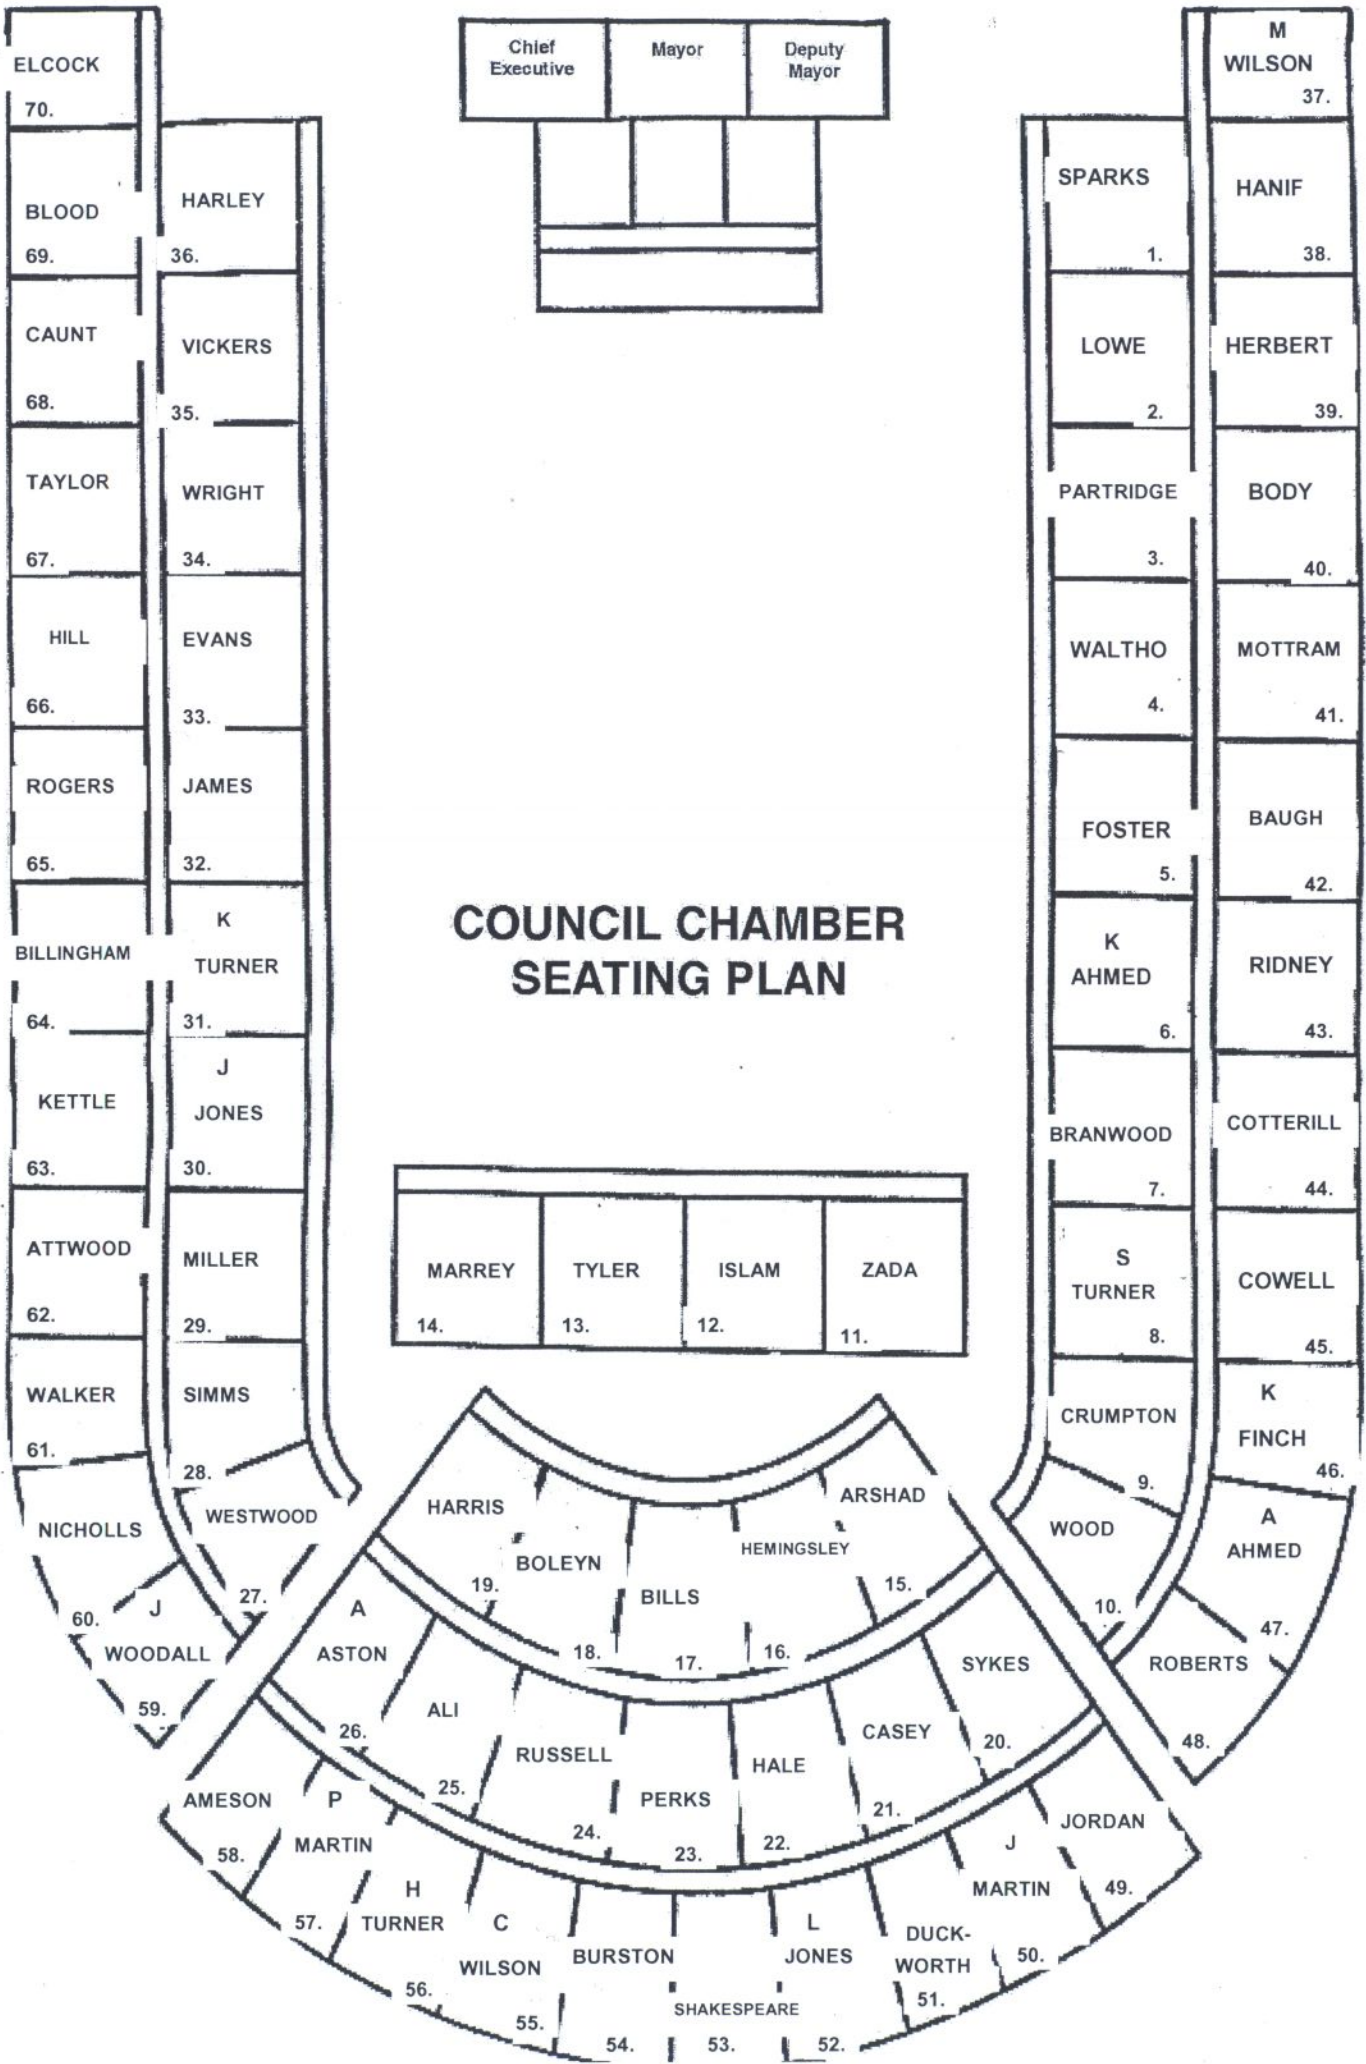 Chief
Executive
Mayor
Deputy
Mayor
ELCOCK
70.
BLOOD
69.
CAUNT
68.
TAYLOR
67.
HILL
66.
ROGERS
65.
BILLINGHAM
64.
KETTLE
63.
ATTWOOD
62.
WALKER
61.
NICHOLLS
60.
J
WOODALL
59.
HARLEY
36.
VICKERS
35.
WRIGHT
34.
EVANS
33.
JAMES
32.
K
TURNER
31.
J
JONES
30.
MILLER
29.
SIMMS
28.
WESTWOOD
27.
COUNCIL CHAMBER
SEATING PLAN
MARREY
14.
TYLER
13.
ISLAM
12.
ZADA
11.
SPARKS
1.
LOWE
2.
PARTRIDGE
3.
WALTHO
4.
FOSTER
5.
K
AHMED
6.
BRANWOOD
7.
S
TURNER
8.
CRUMPTON
9.
WOOD
10.
M
WILSON
37.
HANIF
38.
HERBERT
39.
BODY
40.
MOTTRAM
41.
BAUGH
42.
RIDNEY
43.
COTTERILL
44.
COWELL
45.
K
FINCH
46.
A
AHMED
47.
ROBERTS
48.
HARRIS
19.
BOLEYN
18.
BILLS
17.
HEMINGSLEY
16.
ARSHAD
15.
A
ASTON
26.
ALI
25.
RUSSELL
24.
PERKS
23.
HALE
22.
CASEY
21.
SYKES
20.
AMESON
58.
P
MARTIN
57.
H
TURNER
56.
C
WILSON
55.
BURSTON
54.
SHAKESPEARE
53.
L
JONES
52.
DUCK-
WORTH
51.
J
MARTIN
50.
JORDAN
49.